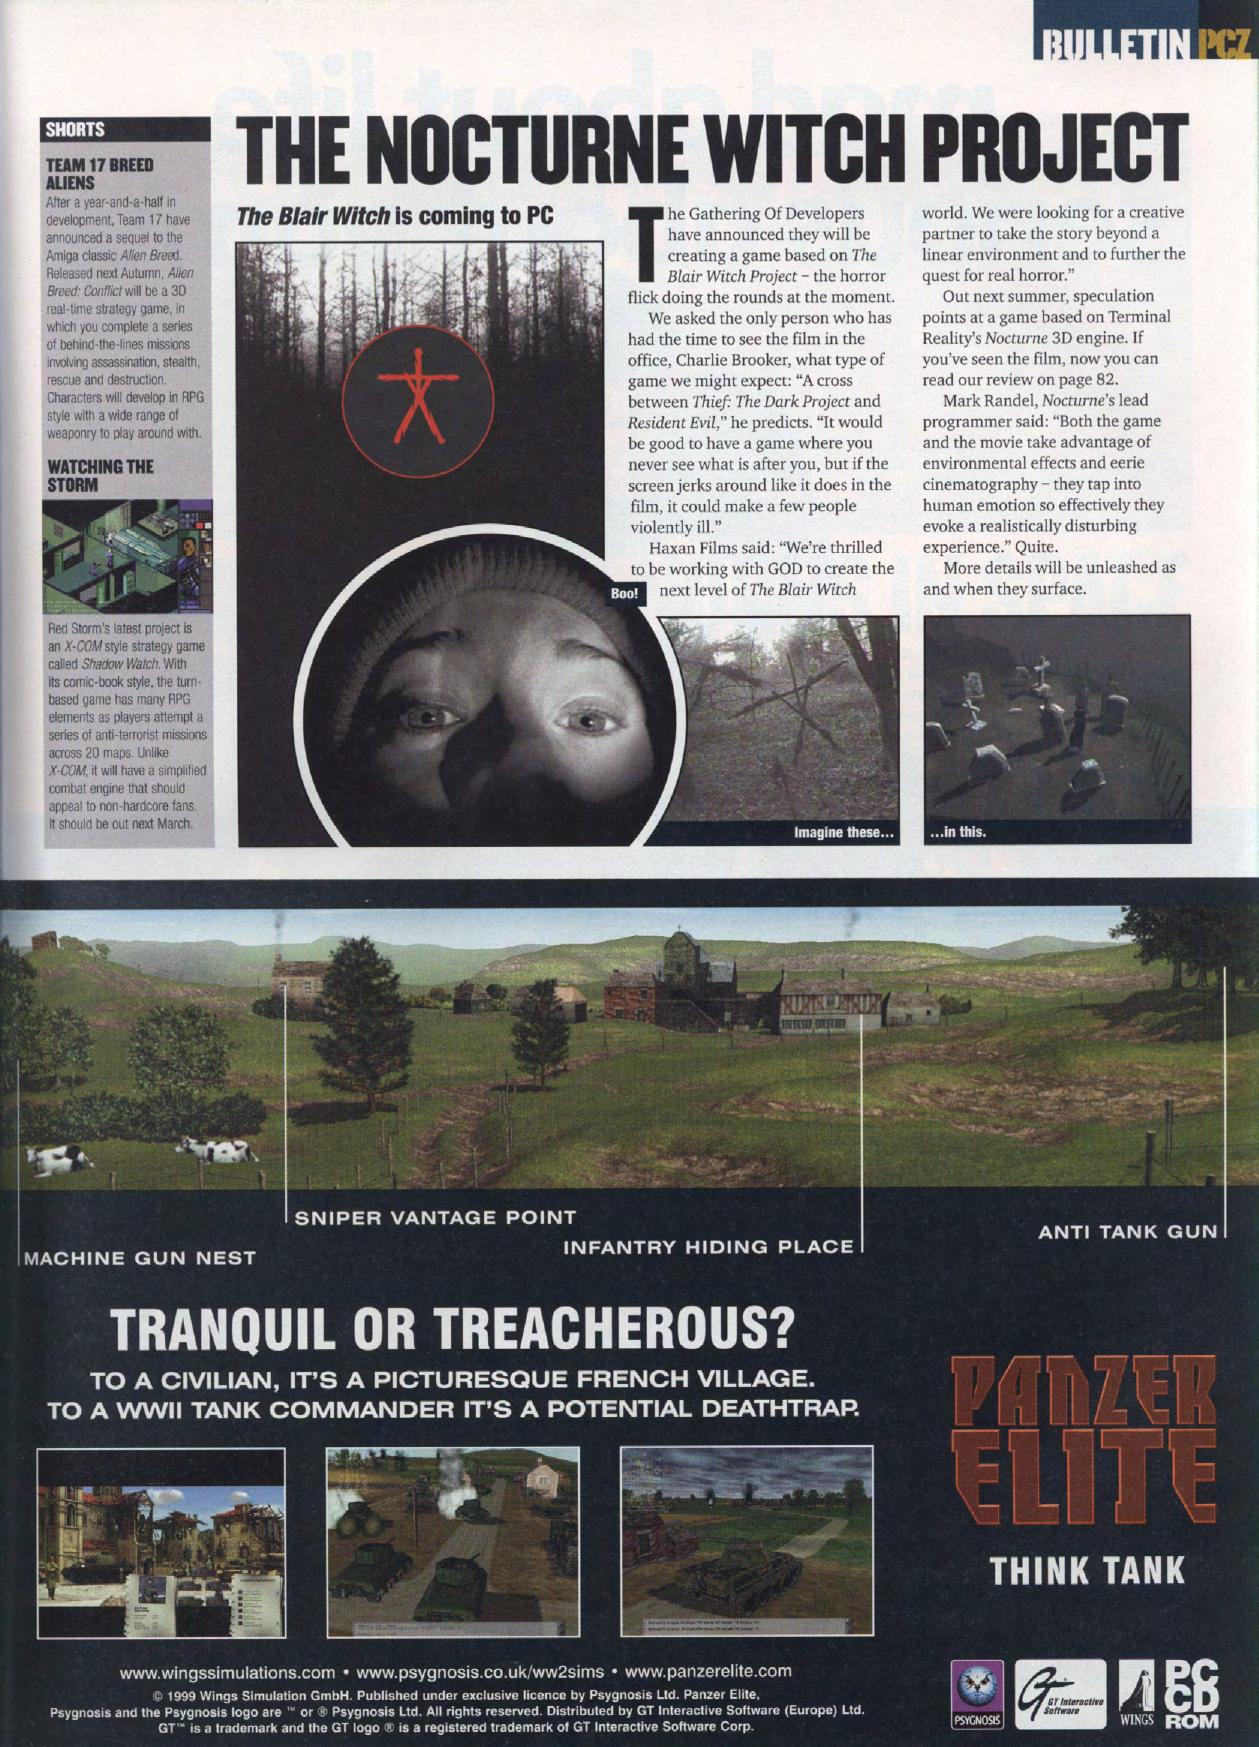 BULLETIN PCZ
SHORTS
TEAM 17 BREED
ALIENS
After a year-and-a-half in
development, Team 17 have
announced a sequel to the
Amiga classic Alien Breed.
Released next Autumn, Alien
Breed: Conflict will be a 3D
real-time strategy game, in
which you complete a series
of behind-the-lines missions
involving assassination, stealth,
rescue and destruction.
Characters will develop in RPG
style with a wide range of
weaponry to play around with.
WATCHING THE
STORM
Red Storm's latest project is
an X-COM style strategy game
called Shadow Watch. With
its comic-book style, the turn-
based game has many RPG
elements as players attempt a
series of anti-terrorist missions
across 20 maps. Unlike
X-COM, it will have a simplified
combat engine that should
appeal to non-hardcore fans.
It should be out next March.
THE NOCTURNE WITCH PROJECT
The Blair Witch is coming to PC
The Gathering Of Developers
have announced they will be
creating a game based on The
Blair Witch Project – the horror
flick doing the rounds at the moment.
We asked the only person who has
had the time to see the film in the
office, Charlie Brooker, what type of
game we might expect: “A cross
between Thief: The Dark Project and
Resident Evil,” he predicts. “It would
be good to have a game where you
never see what is after you, but if the
screen jerks around like it does in the
film, it could make a few people
violently ill.”
Haxan Films said: “We're thrilled
to be working with GOD to create the
next level of The Blair Witch
world. We were looking for a creative
partner to take the story beyond a
linear environment and to further the
quest for real horror.”
Out next summer, speculation
points at a game based on Terminal
Reality's Nocturne 3D engine. If
you've seen the film, now you can
read our review on page 82.
Mark Randel, Nocturne's lead
programmer said: “Both the game
and the movie take advantage of
environmental effects and eerie
cinematography – they tap into
human emotion so effectively they
evoke a realistically disturbing
experience.” Quite.
More details will be unleashed as
and when they surface.
Boo!
Imagine these...
...in this.
SNIPER VANTAGE POINT
MACHINE GUN NEST
INFANTRY HIDING PLACE
ANTI TANK GUN
TRANQUIL OR TREACHEROUS?
TO A CIVILIAN, IT'S A PICTURESQUE FRENCH VILLAGE.
TO A WWII TANK COMMANDER IT'S A POTENTIAL DEATHTRAP.
PANZER
ELITE
THINK TANK
www.wingssimulations.com • www.psygnosis.co.uk/ww2sims • www.panzerelite.com
© 1999 Wings Simulation GmbH. Published under exclusive licence by Psygnosis Ltd. Panzer Elite,
Psygnosis and the Psygnosis logo are ™ or ® Psygnosis Ltd. All rights reserved. Distributed by GT Interactive Software (Europe) Ltd.
GT™ is a trademark and the GT logo ® is a registered trademark of GT Interactive Software Corp.
PSYGNOSIS
GT Interactive
Software
WINGS
PC
CD
ROM